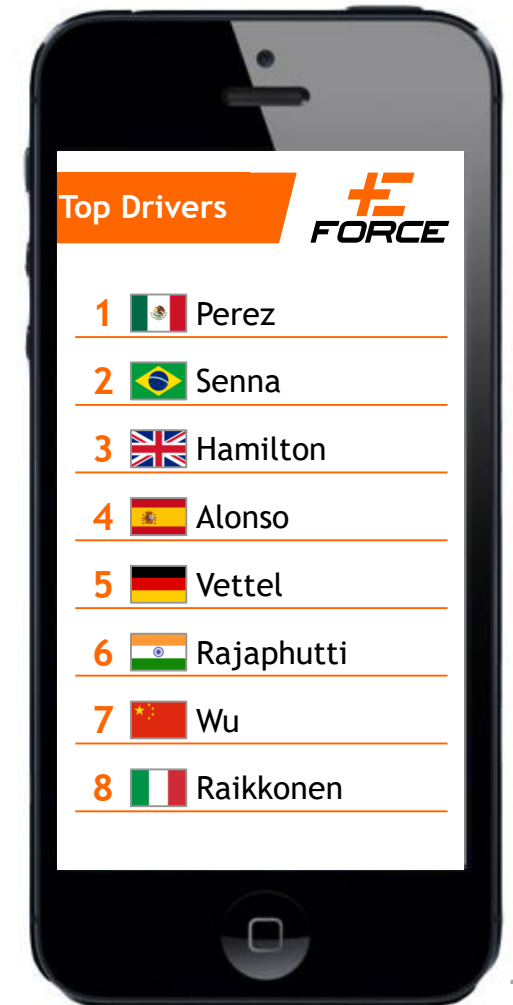 Top Drivers
E
FORCE
1 Perez
2 Senna
3 Hamilton
4 Alonso
5 Vettel
6 Rajaphutti
7 Wu
8 Raikkonen